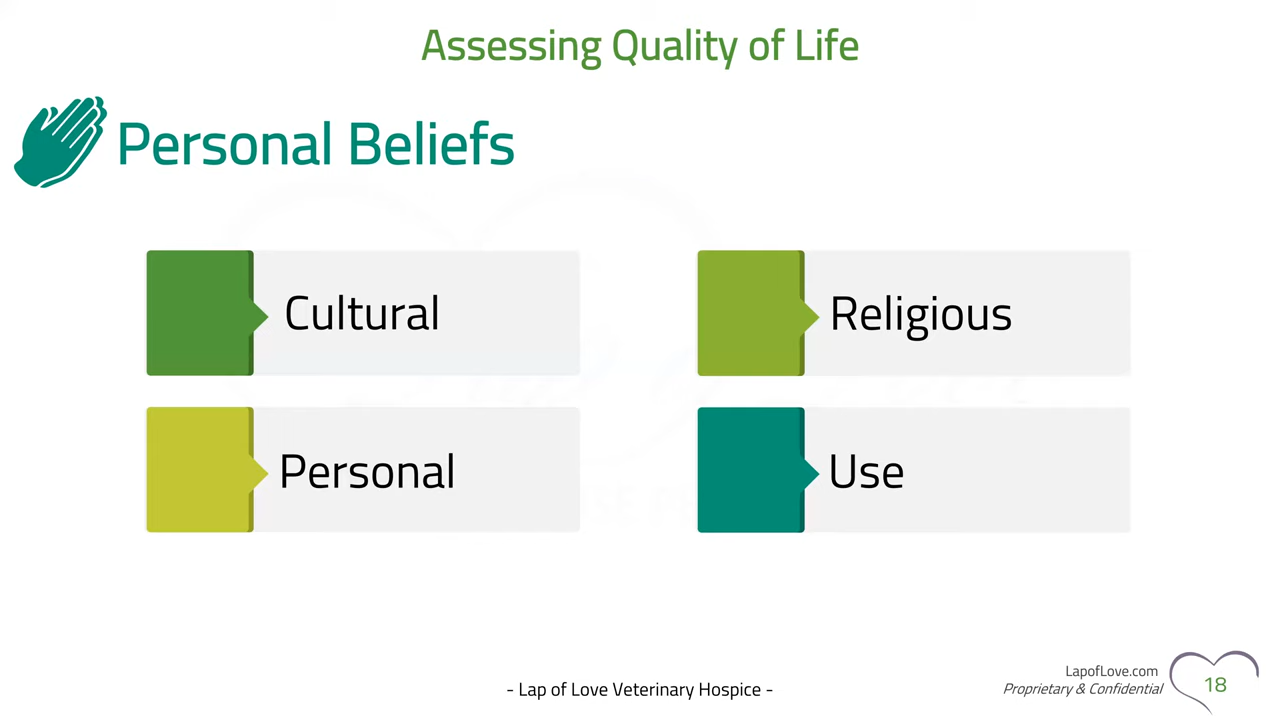 Assessing Quality of Life
Personal Beliefs
Cultural
Religious
Personal
Use
- Lap of Love Veterinary Hospice -
LapofLove.com
Proprietary & Confidential
18